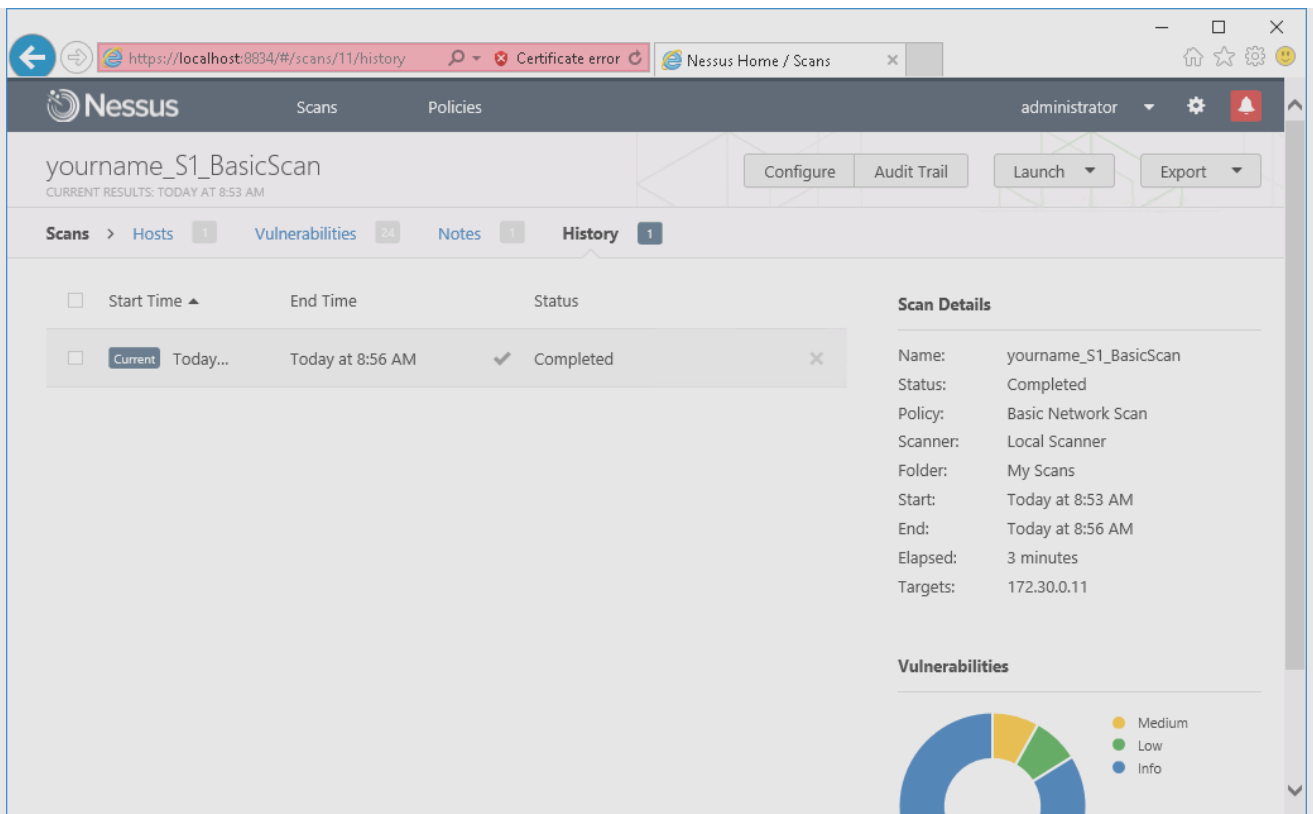 https://localhost:8834/#/scans/11/history Certificate error Nessus Home / Scans
Nessus Scans Policies administrator
yourname_S1_BasicScan
CURRENT RESULTS: TODAY AT 8:53 AM
Configure Audit Trail Launch Export
Scans > Hosts 1 Vulnerabilities 24 Notes 1 History 1
Start Time End Time Status
Current Today... Today at 8:56 AM Completed
Scan Details
Name: yourname_S1_BasicScan
Status: Completed
Policy: Basic Network Scan
Scanner: Local Scanner
Folder: My Scans
Start: Today at 8:53 AM
End: Today at 8:56 AM
Elapsed: 3 minutes
Targets: 172.30.0.11
Vulnerabilities
Medium
Low
Info